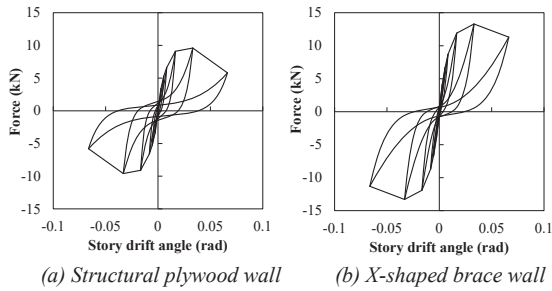 15
10
5
0
-5
-10
-15
-0.1 -0.05 0 0.05 0.1
Force (kN)
Story drift angle (rad)
(a) Structural plywood wall
15
10
5
0
-5
-10
-15
-0.1 -0.05 0 0.05 0.1
Force (kN)
Story drift angle (rad)
(b) X-shaped brace wall